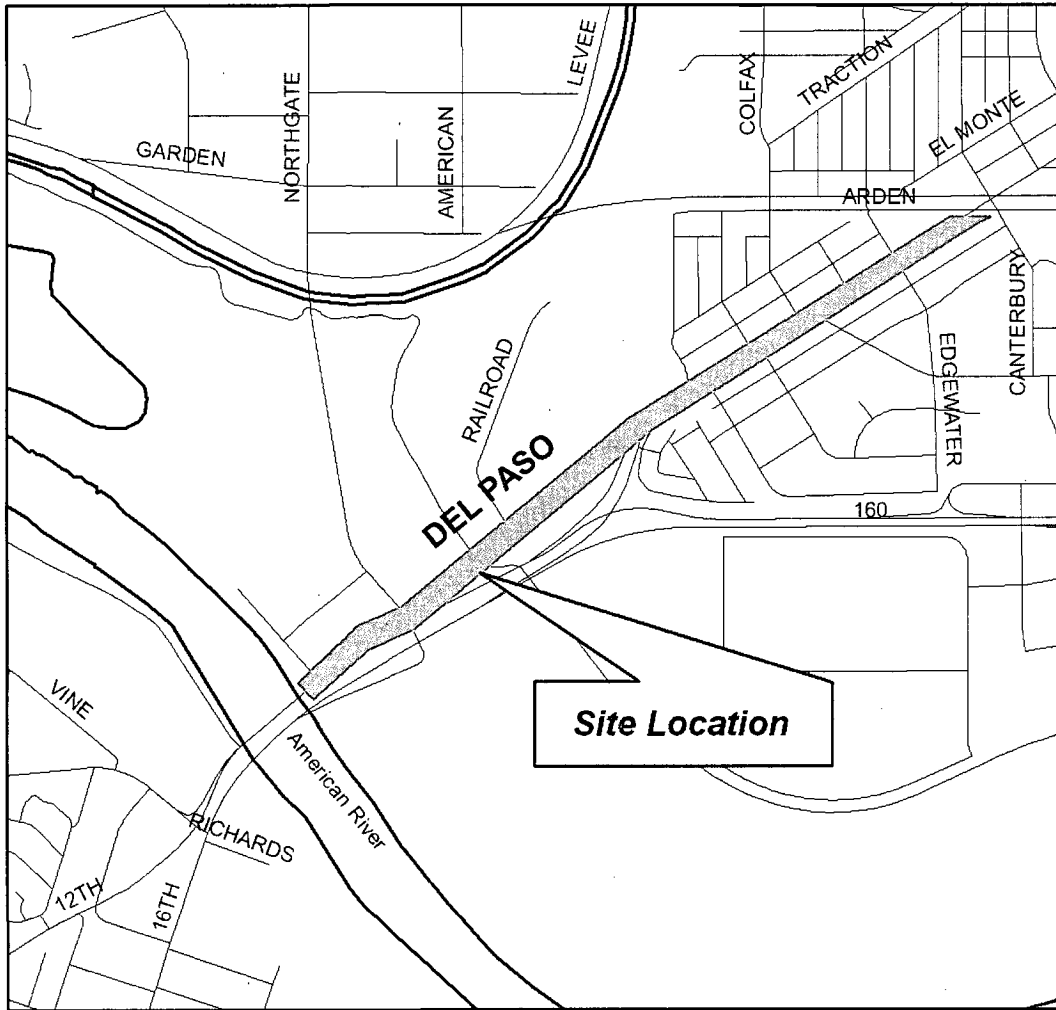 LEVEE
COLFAX
TRACTION
NORTHGATE
EL MONTE
GARDEN
AMERICAN
ARDEN
CANTERBURY
RAILROAD
EDGEWATER
DEL PASO
160
Site Location
VINE
American River
RICHARDS
12TH
16TH